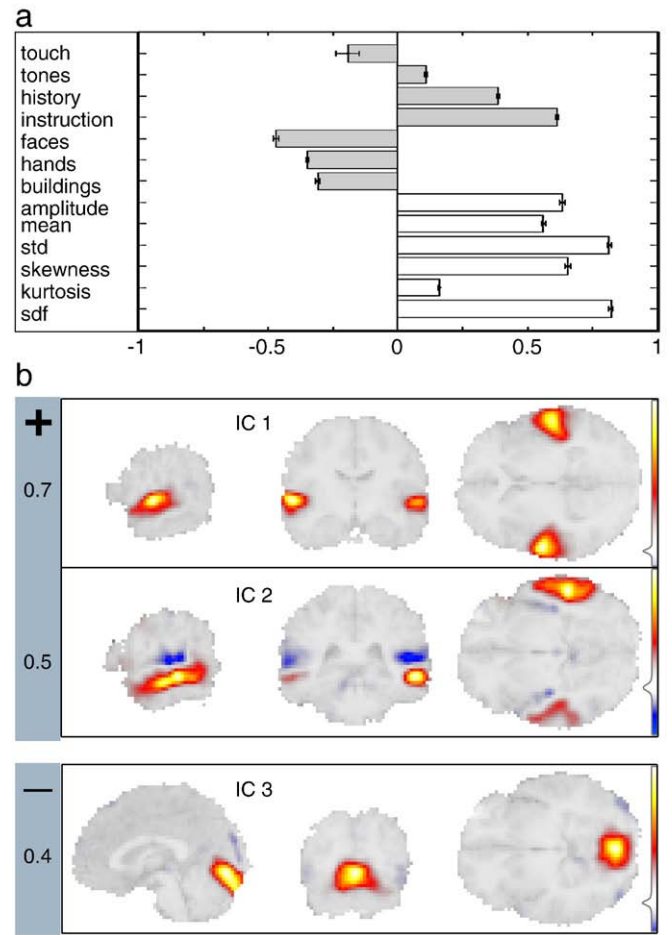 a
touch
tones
history
instruction
faces
hands
buildings
amplitude
mean
std
skewness
kurtosis
sdf
-1 -0.5 0 0.5 1
b
+
IC 1
0.7
IC 2
0.5
−
IC 3
0.4